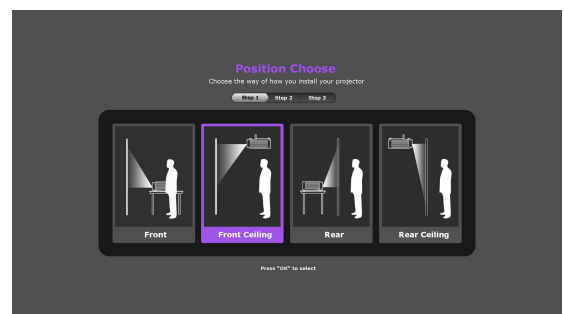 Position Choose
Choose the way of how you install your projector
Step 1 Step 2 Step 3
Front Front Ceiling Rear Rear Ceiling
Press "OK" to select